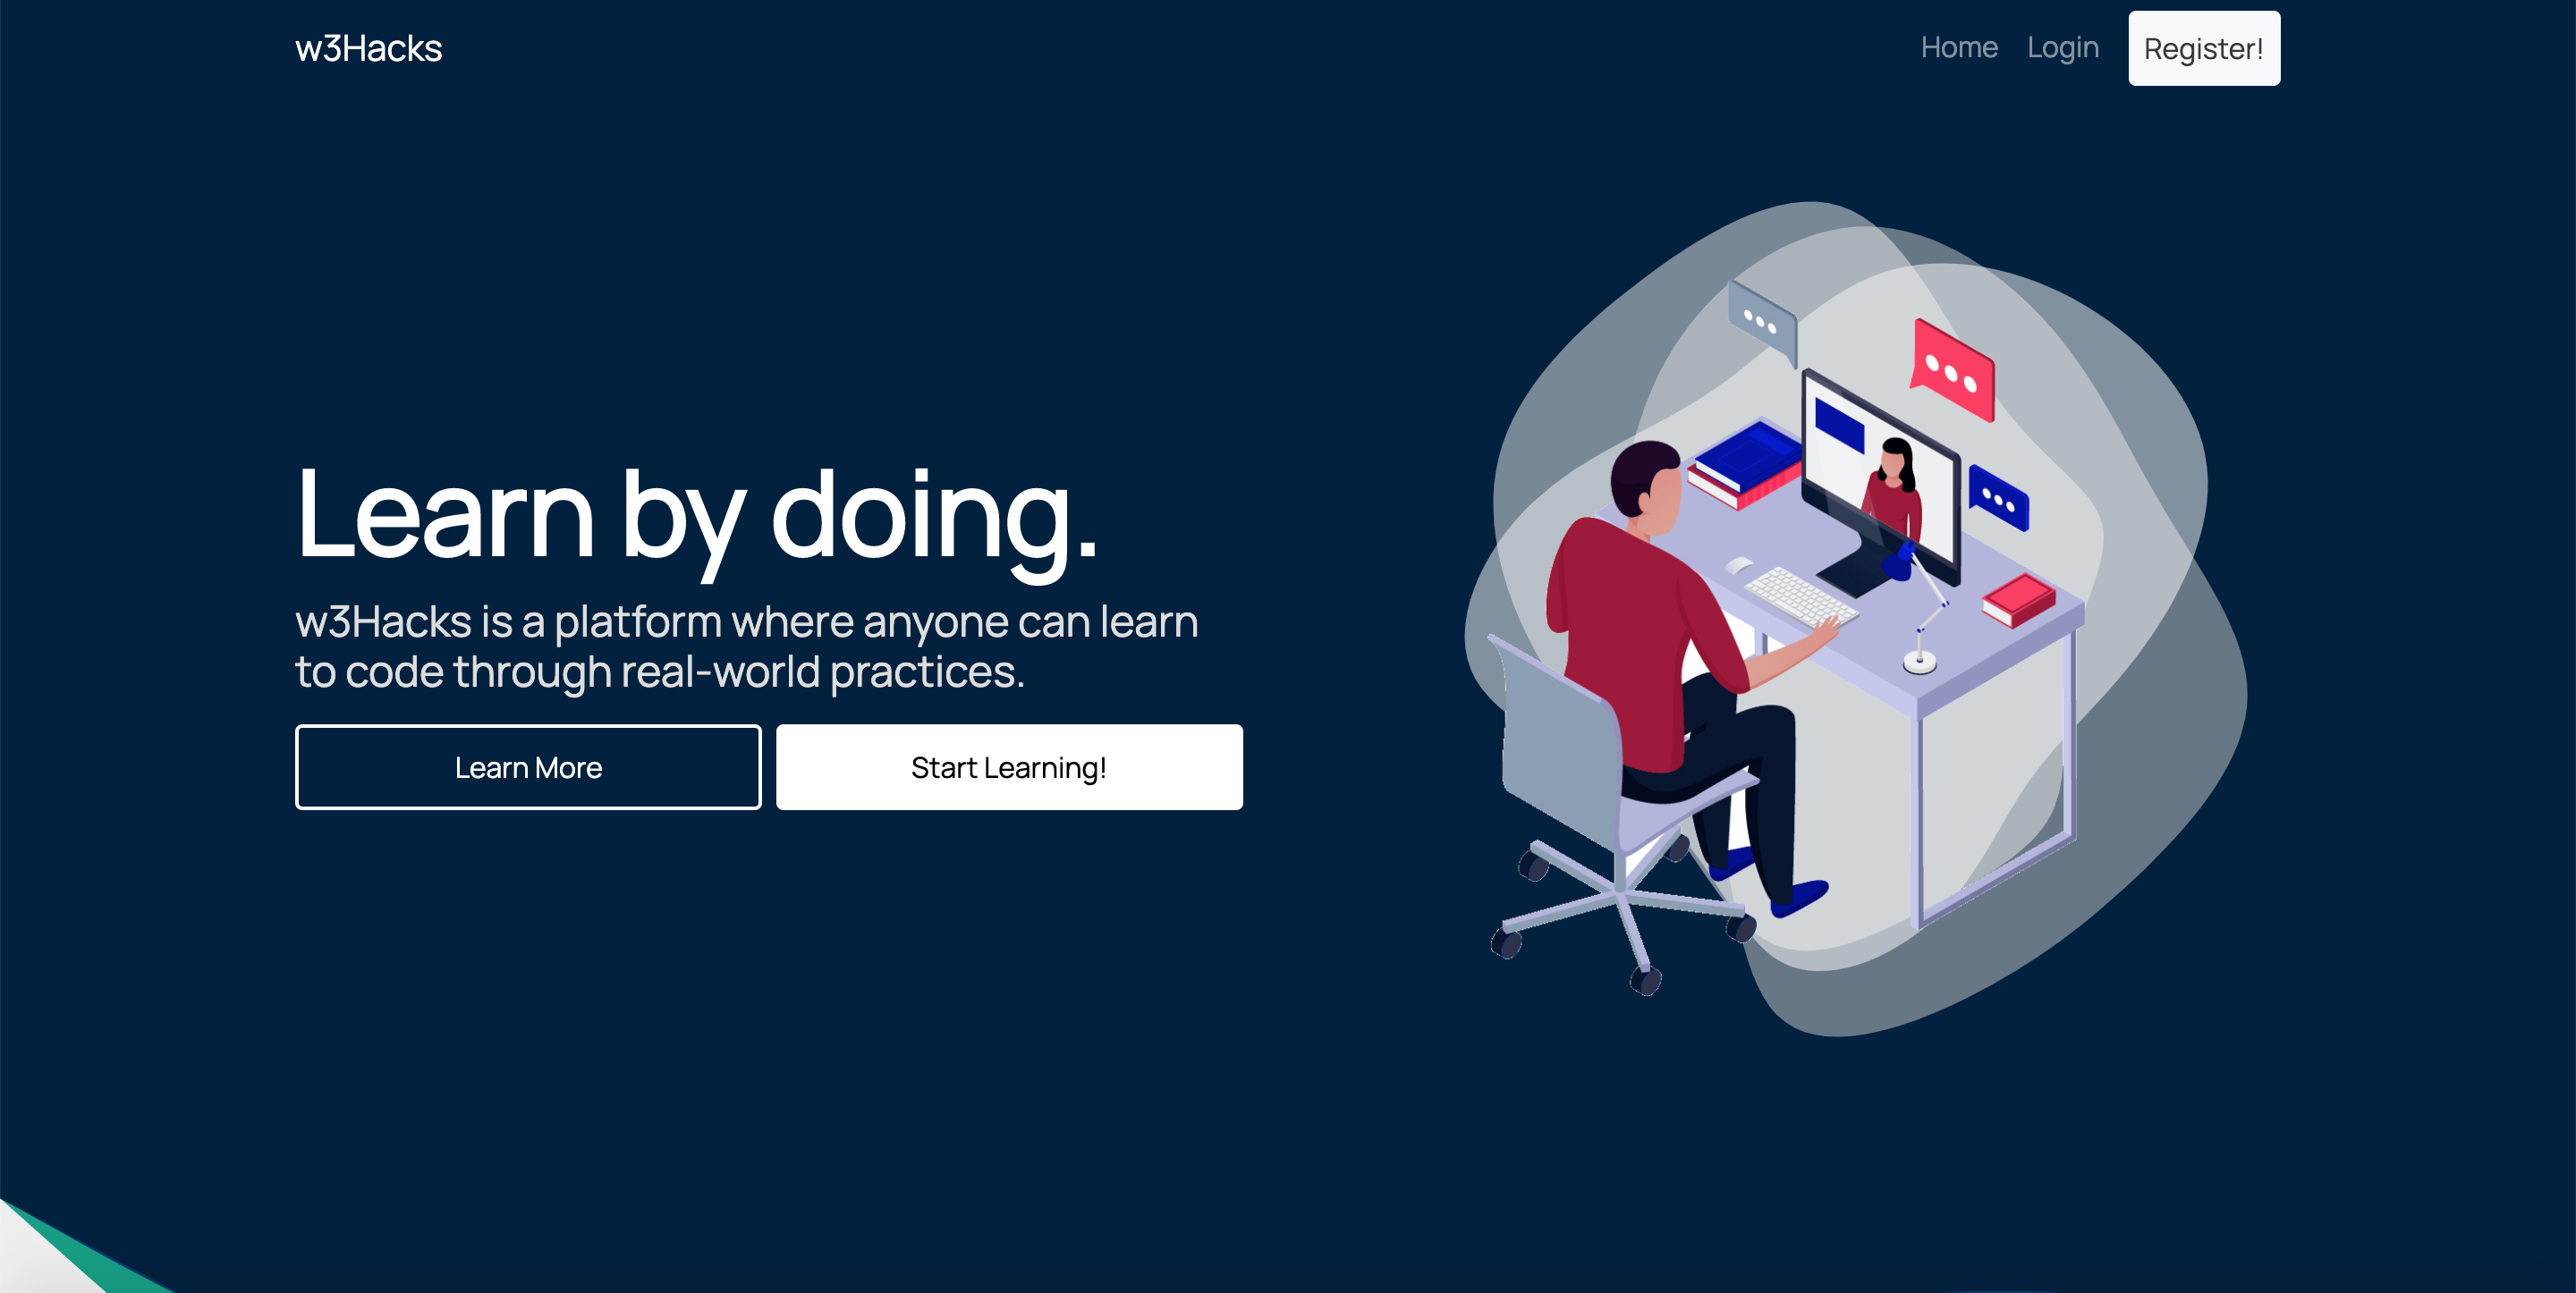 w3Hacks
Home Login Register!
Learn by doing.
w3Hacks is a platform where anyone can learn
to code through real-world practices.
Learn More
Start Learning!